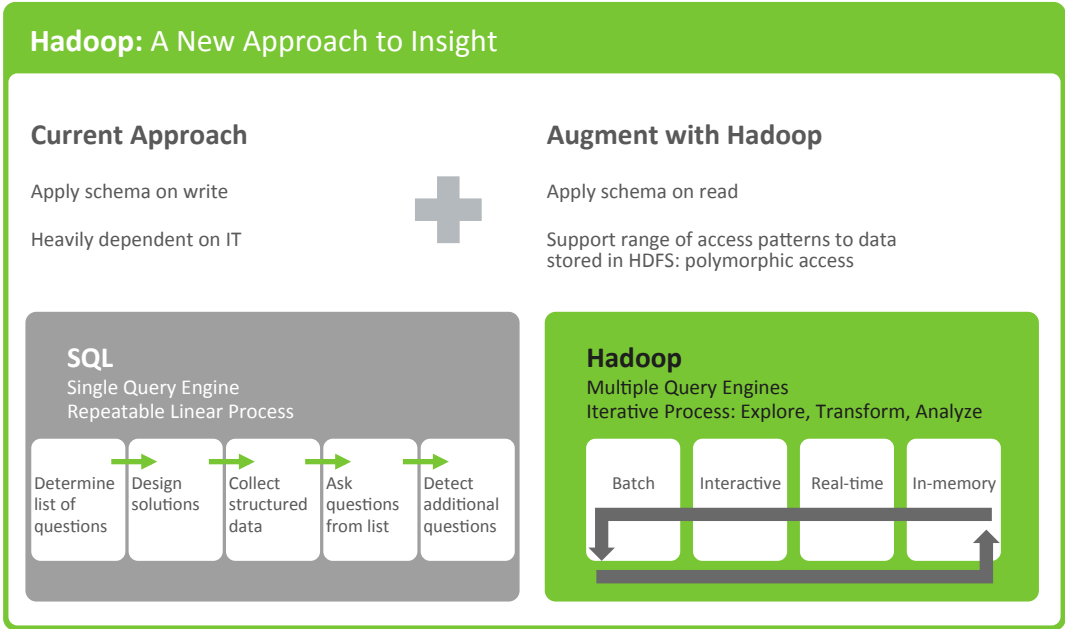 Hadoop: A New Approach to Insight
Current Approach
Apply schema on write
Heavily dependent on IT
Augment with Hadoop
Apply schema on read
Support range of access patterns to data
stored in HDFS: polymorphic access
SQL
Single Query Engine
Repeatable Linear Process
Determine
list of
questions
Design
solutions
Collect
structured
data
Ask
questions
from list
Detect
additional
questions
Hadoop
Multiple Query Engines
Iterative Process: Explore, Transform, Analyze
Batch
Interactive
Real-time
In-memory